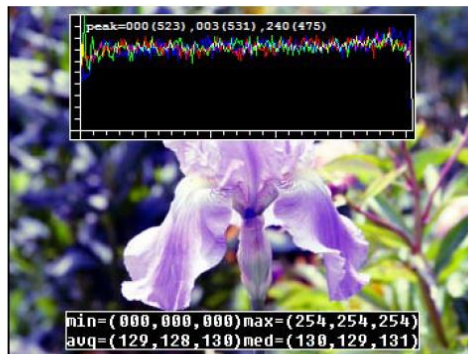 peak=000(523),003(531),240(475)
min=(000,000,000)max=(254,254,254)
avg=(129,128,130)med=(130,129,131)